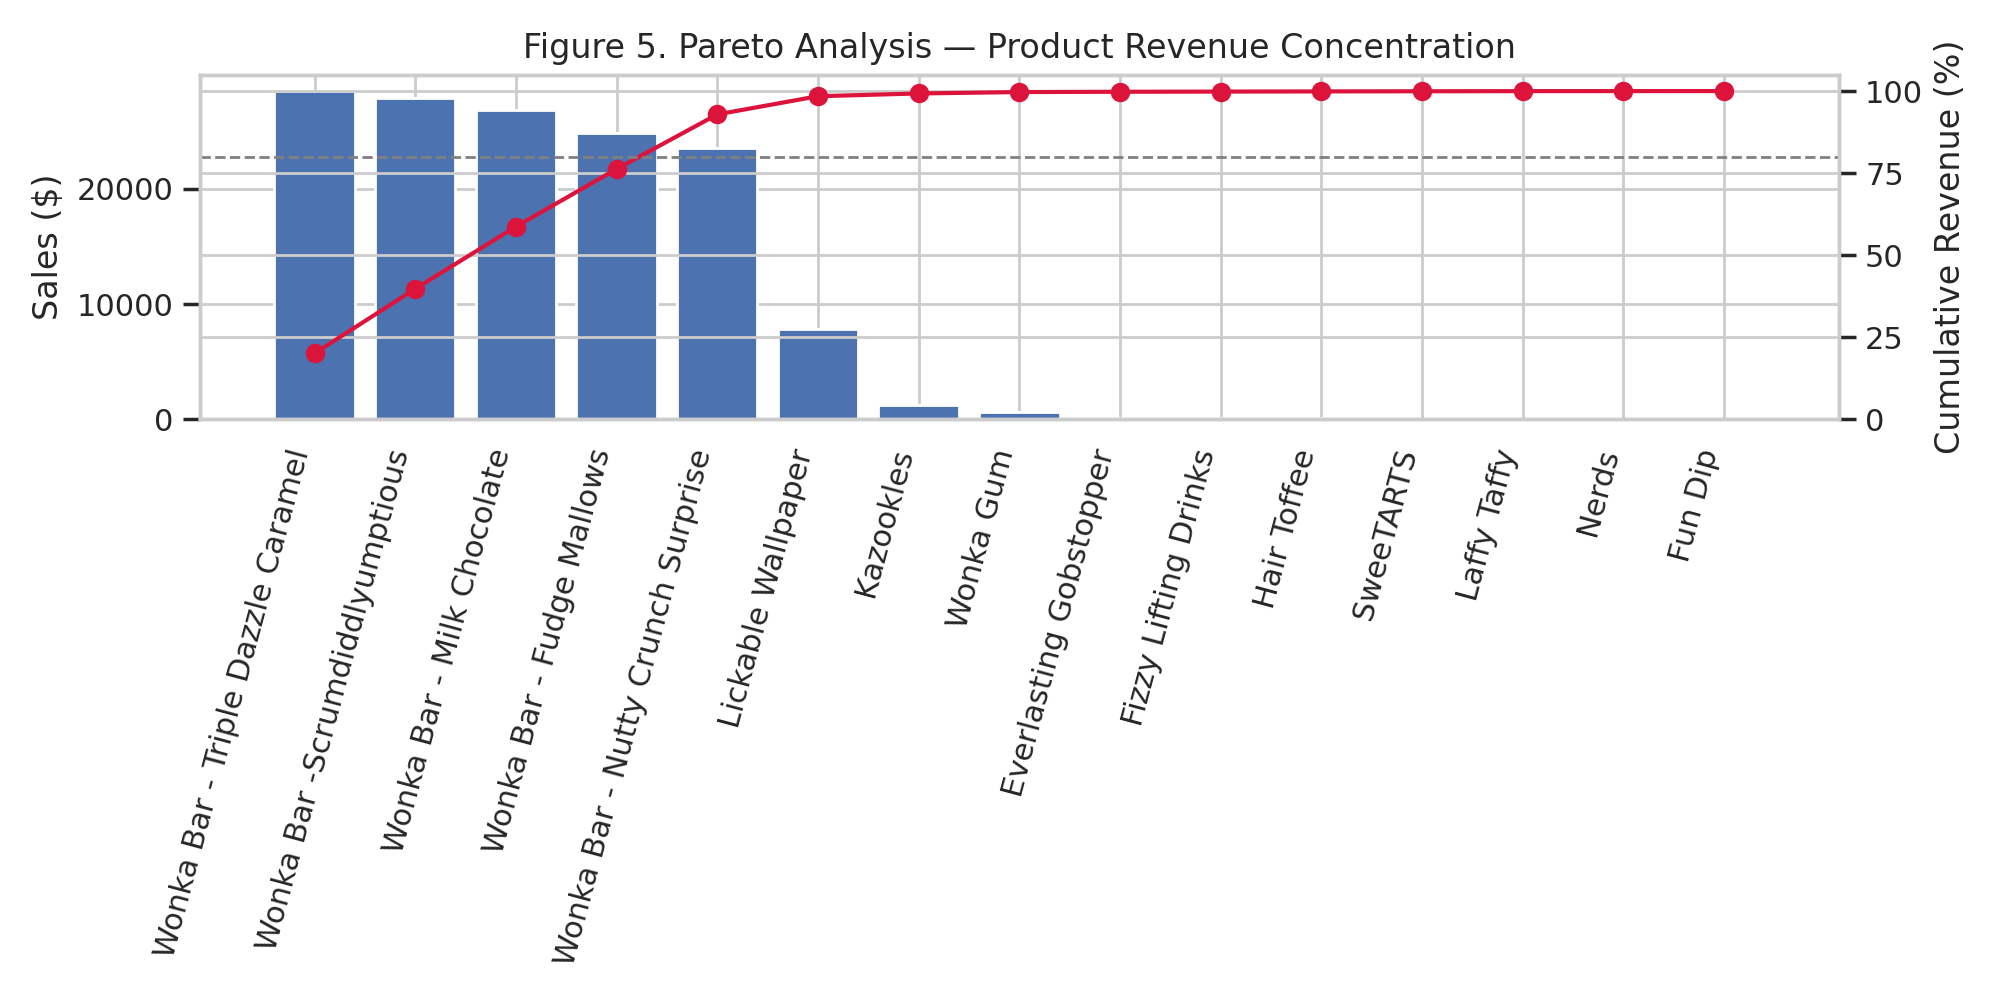 Figure 5. Pareto Analysis — Product Revenue Concentration
Sales ($)
20000
10000
0
100
75
50
25
0
Cumulative Revenue (%)
Wonka Bar - Triple Dazzle Caramel
Wonka Bar -Scrumdiddlyumptious
Wonka Bar - Milk Chocolate
Wonka Bar - Fudge Mallows
Wonka Bar - Nutty Crunch Surprise
Lickable Wallpaper
Kazookles
Wonka Gum
Everlasting Gobstopper
Fizzy Lifting Drinks
Hair Toffee
SweeTARTS
Laffy Taffy
Nerds
Fun Dip